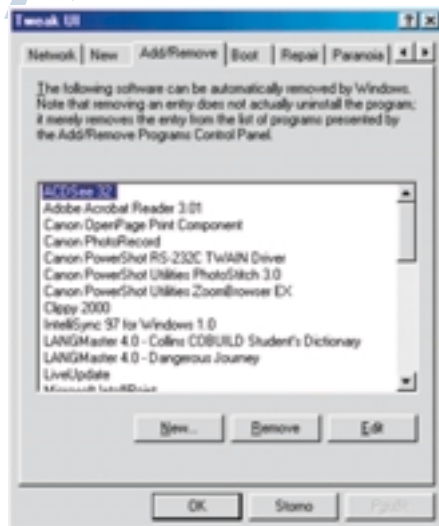 Tweak UI
Network New Add/Remove Boot Repair Paranoia
The following software can be automatically removed by Windows.
Note that removing an entry does not actually uninstall the program;
it merely removes the entry from the list of programs presented by
the Add/Remove Programs Control Panel.
ACDSee 32
Adobe Acrobat Reader 3.01
Canon OpenPage Print Component
Canon PhotoRecord
Canon PowerShot RS-232C TWAIN Driver
Canon PowerShot Utilities PhotoStitch 3.0
Canon PowerShot Utilities ZoomBrowser EX
Clippy 2000
IntelliSync 97 for Windows 1.0
LANGMaster 4.0 - Collins COBUILD Student's Dictionary
LANGMaster 4.0 - Dangerous Journey
LiveUpdate
Microsoft IntelliPoint
New... Remove Edit
OK Storno Použít